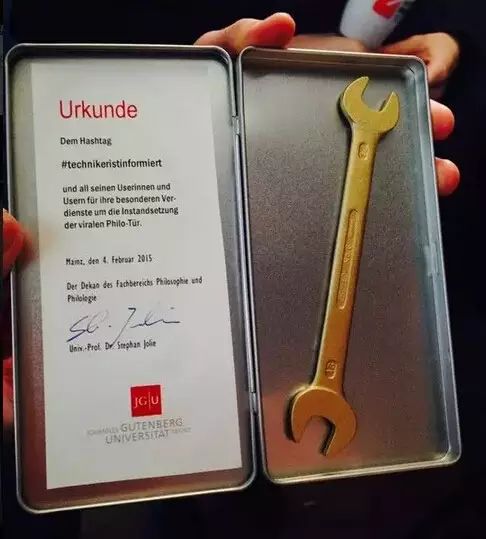 Urkunde
Dem Hashtag
#technikeristinformiert
und all seinen Userinnen und
Usern für ihre besonderen Ver-
dienste um die Instandsetzung
der viralen Philo-Tür.
Mainz, den 4. Februar 2015
Der Dekan des Fachbereichs Philosophie und
Philologie
Univ.-Prof. Dr. Stephan Jolie
JG|U
JOHANNES GUTENBERG
UNIVERSITÄT MAINZ